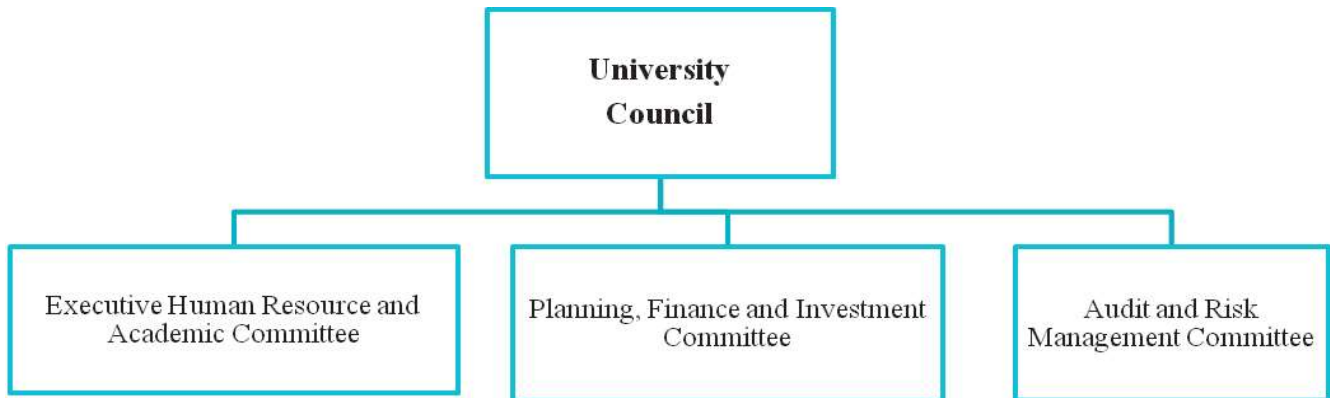 University
Council
Executive Human Resource and
Academic Committee
Planning, Finance and Investment
Committee
Audit and Risk
Management Committee